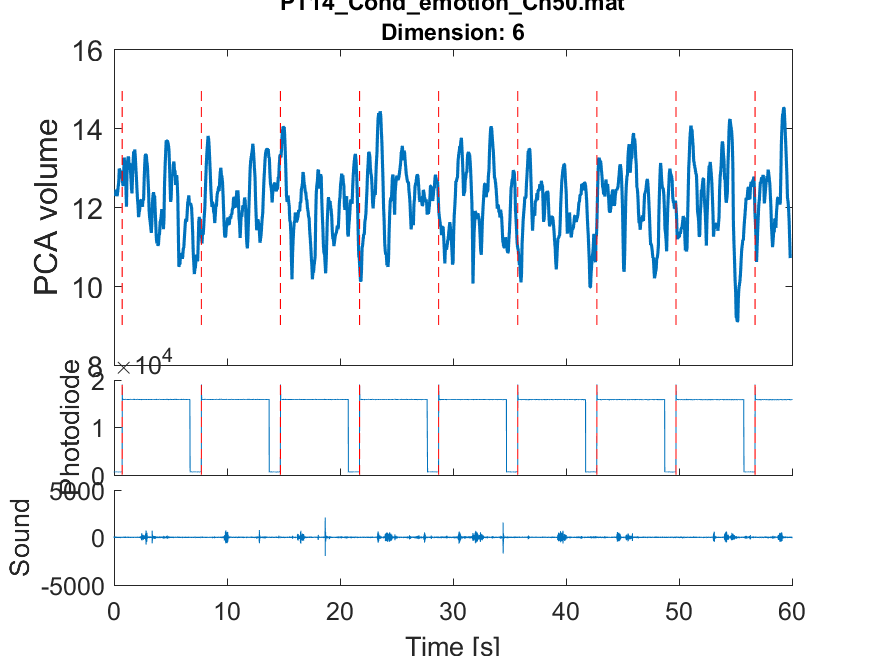 PT14_Cond_emotion_Ch50.mat
Dimension: 6
16
14
12
10
8
PCA volume
×10⁴
2
1
0
Photodiode
5000
0
-5000
Sound
0 10 20 30 40 50 60
Time [s]